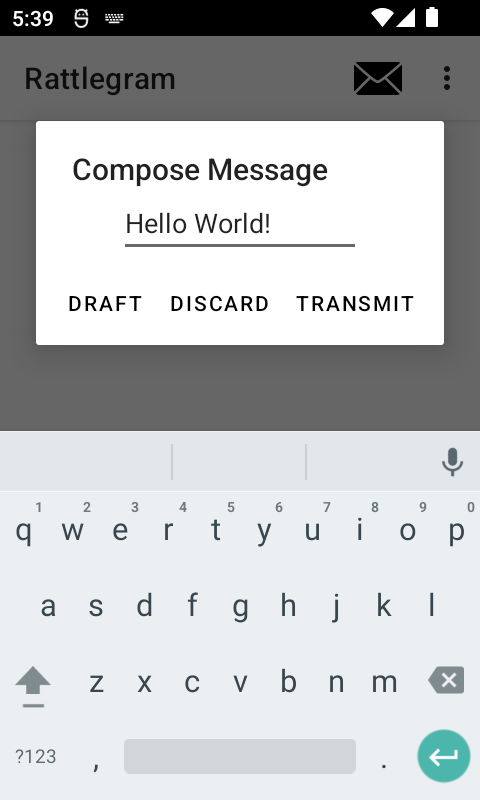 5:39
Rattlegram
Compose Message
Hello World!
DRAFT DISCARD TRANSMIT
1 2 3 4 5 6 7 8 9 0
q w e r t y u i o p
a s d f g h j k l
z x c v b n m
?123 , .